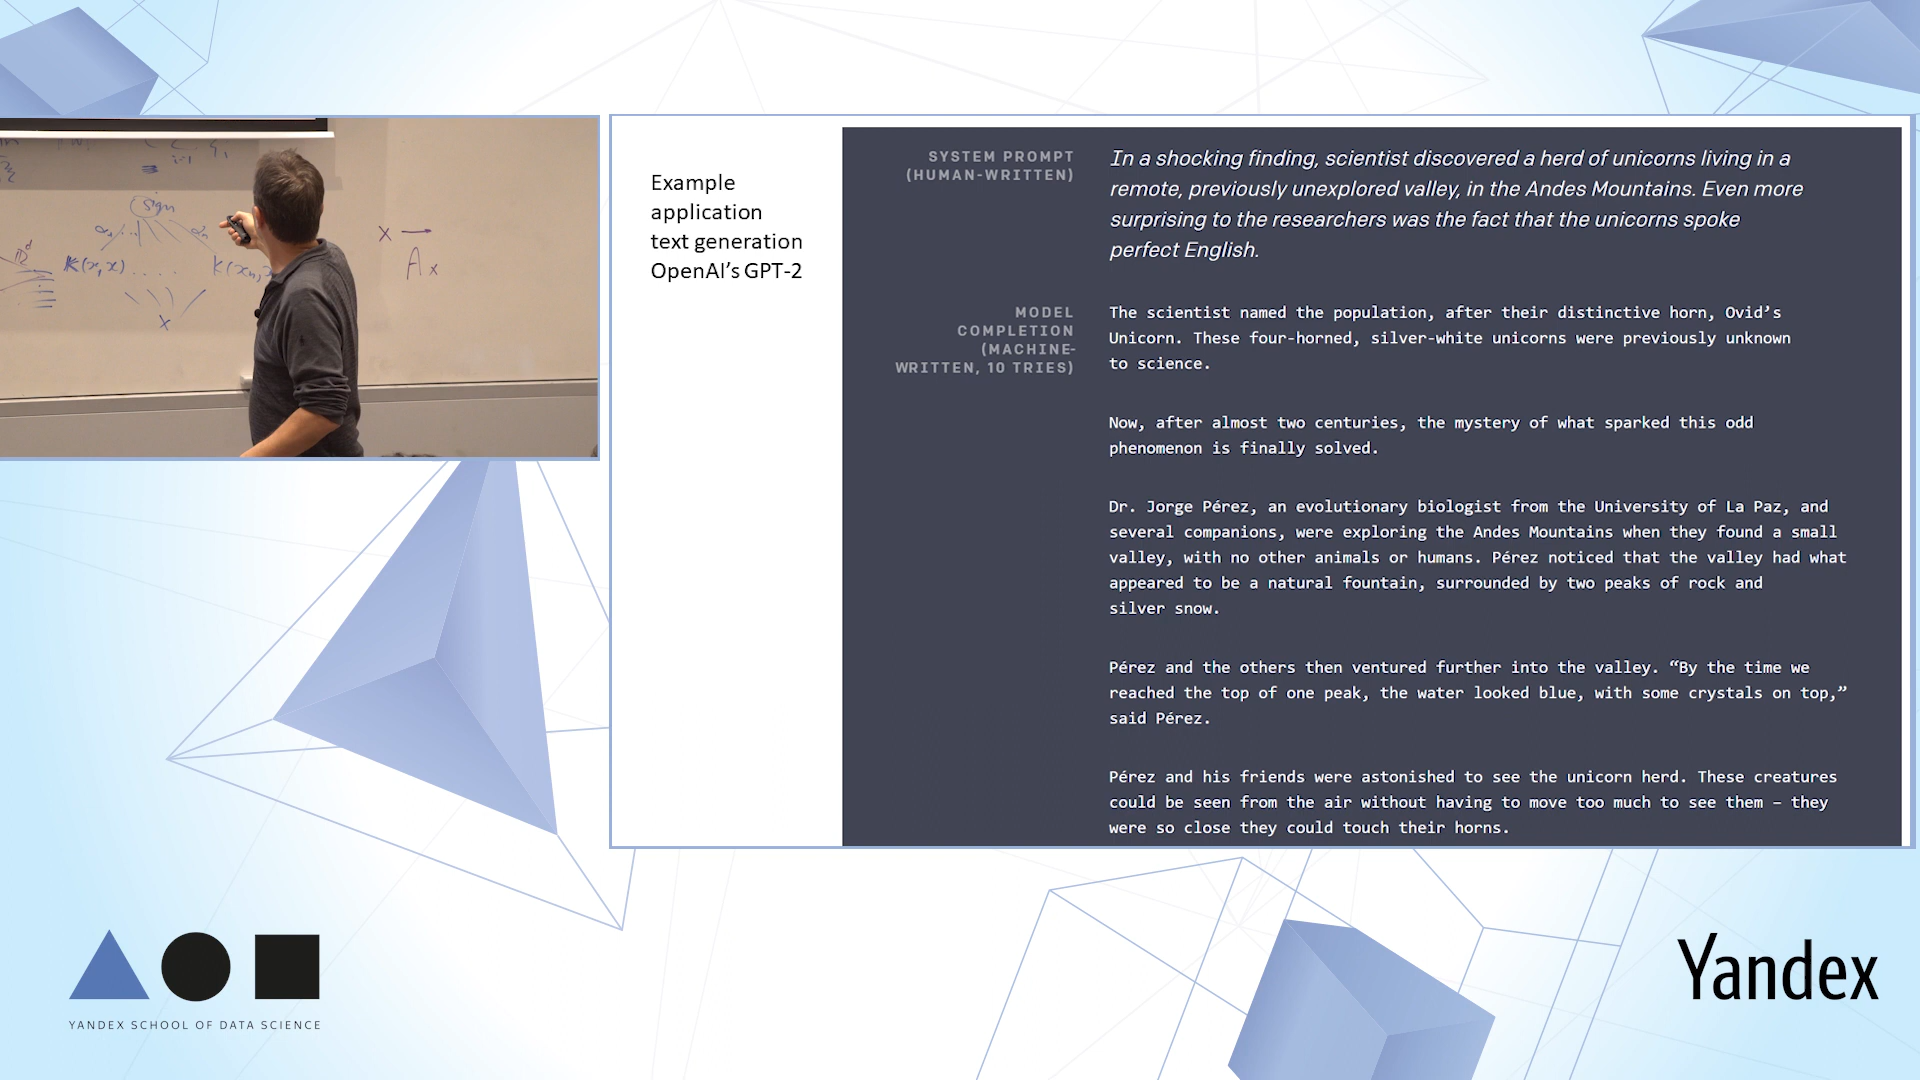 sign
K(x, x) . . . . .
x
x →
A x
Example
application
text generation
OpenAI’s GPT-2
SYSTEM PROMPT
(HUMAN-WRITTEN)
In a shocking finding, scientist discovered a herd of unicorns living in a
remote, previously unexplored valley, in the Andes Mountains. Even more
surprising to the researchers was the fact that the unicorns spoke
perfect English.
MODEL
COMPLETION
(MACHINE-
WRITTEN, 10 TRIES)
The scientist named the population, after their distinctive horn, Ovid’s
Unicorn. These four-horned, silver-white unicorns were previously unknown
to science.
Now, after almost two centuries, the mystery of what sparked this odd
phenomenon is finally solved.
Dr. Jorge Pérez, an evolutionary biologist from the University of La Paz, and
several companions, were exploring the Andes Mountains when they found a small
valley, with no other animals or humans. Pérez noticed that the valley had what
appeared to be a natural fountain, surrounded by two peaks of rock and
silver snow.
Pérez and the others then ventured further into the valley. “By the time we
reached the top of one peak, the water looked blue, with some crystals on top,”
said Pérez.
Pérez and his friends were astonished to see the unicorn herd. These creatures
could be seen from the air without having to move too much to see them – they
were so close they could touch their horns.
YANDEX SCHOOL OF DATA SCIENCE
Yandex